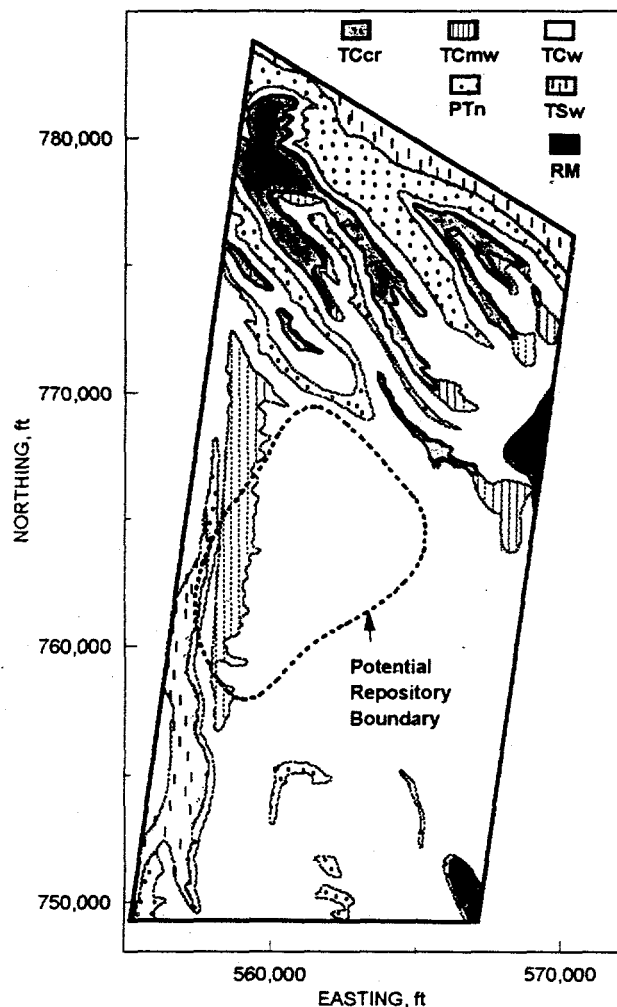 TCcr TCmw TCw
PTn TSw
RM
780,000
770,000
760,000
750,000
NORTHING, ft
Potential
Repository
Boundary
560,000 570,000
EASTING, ft